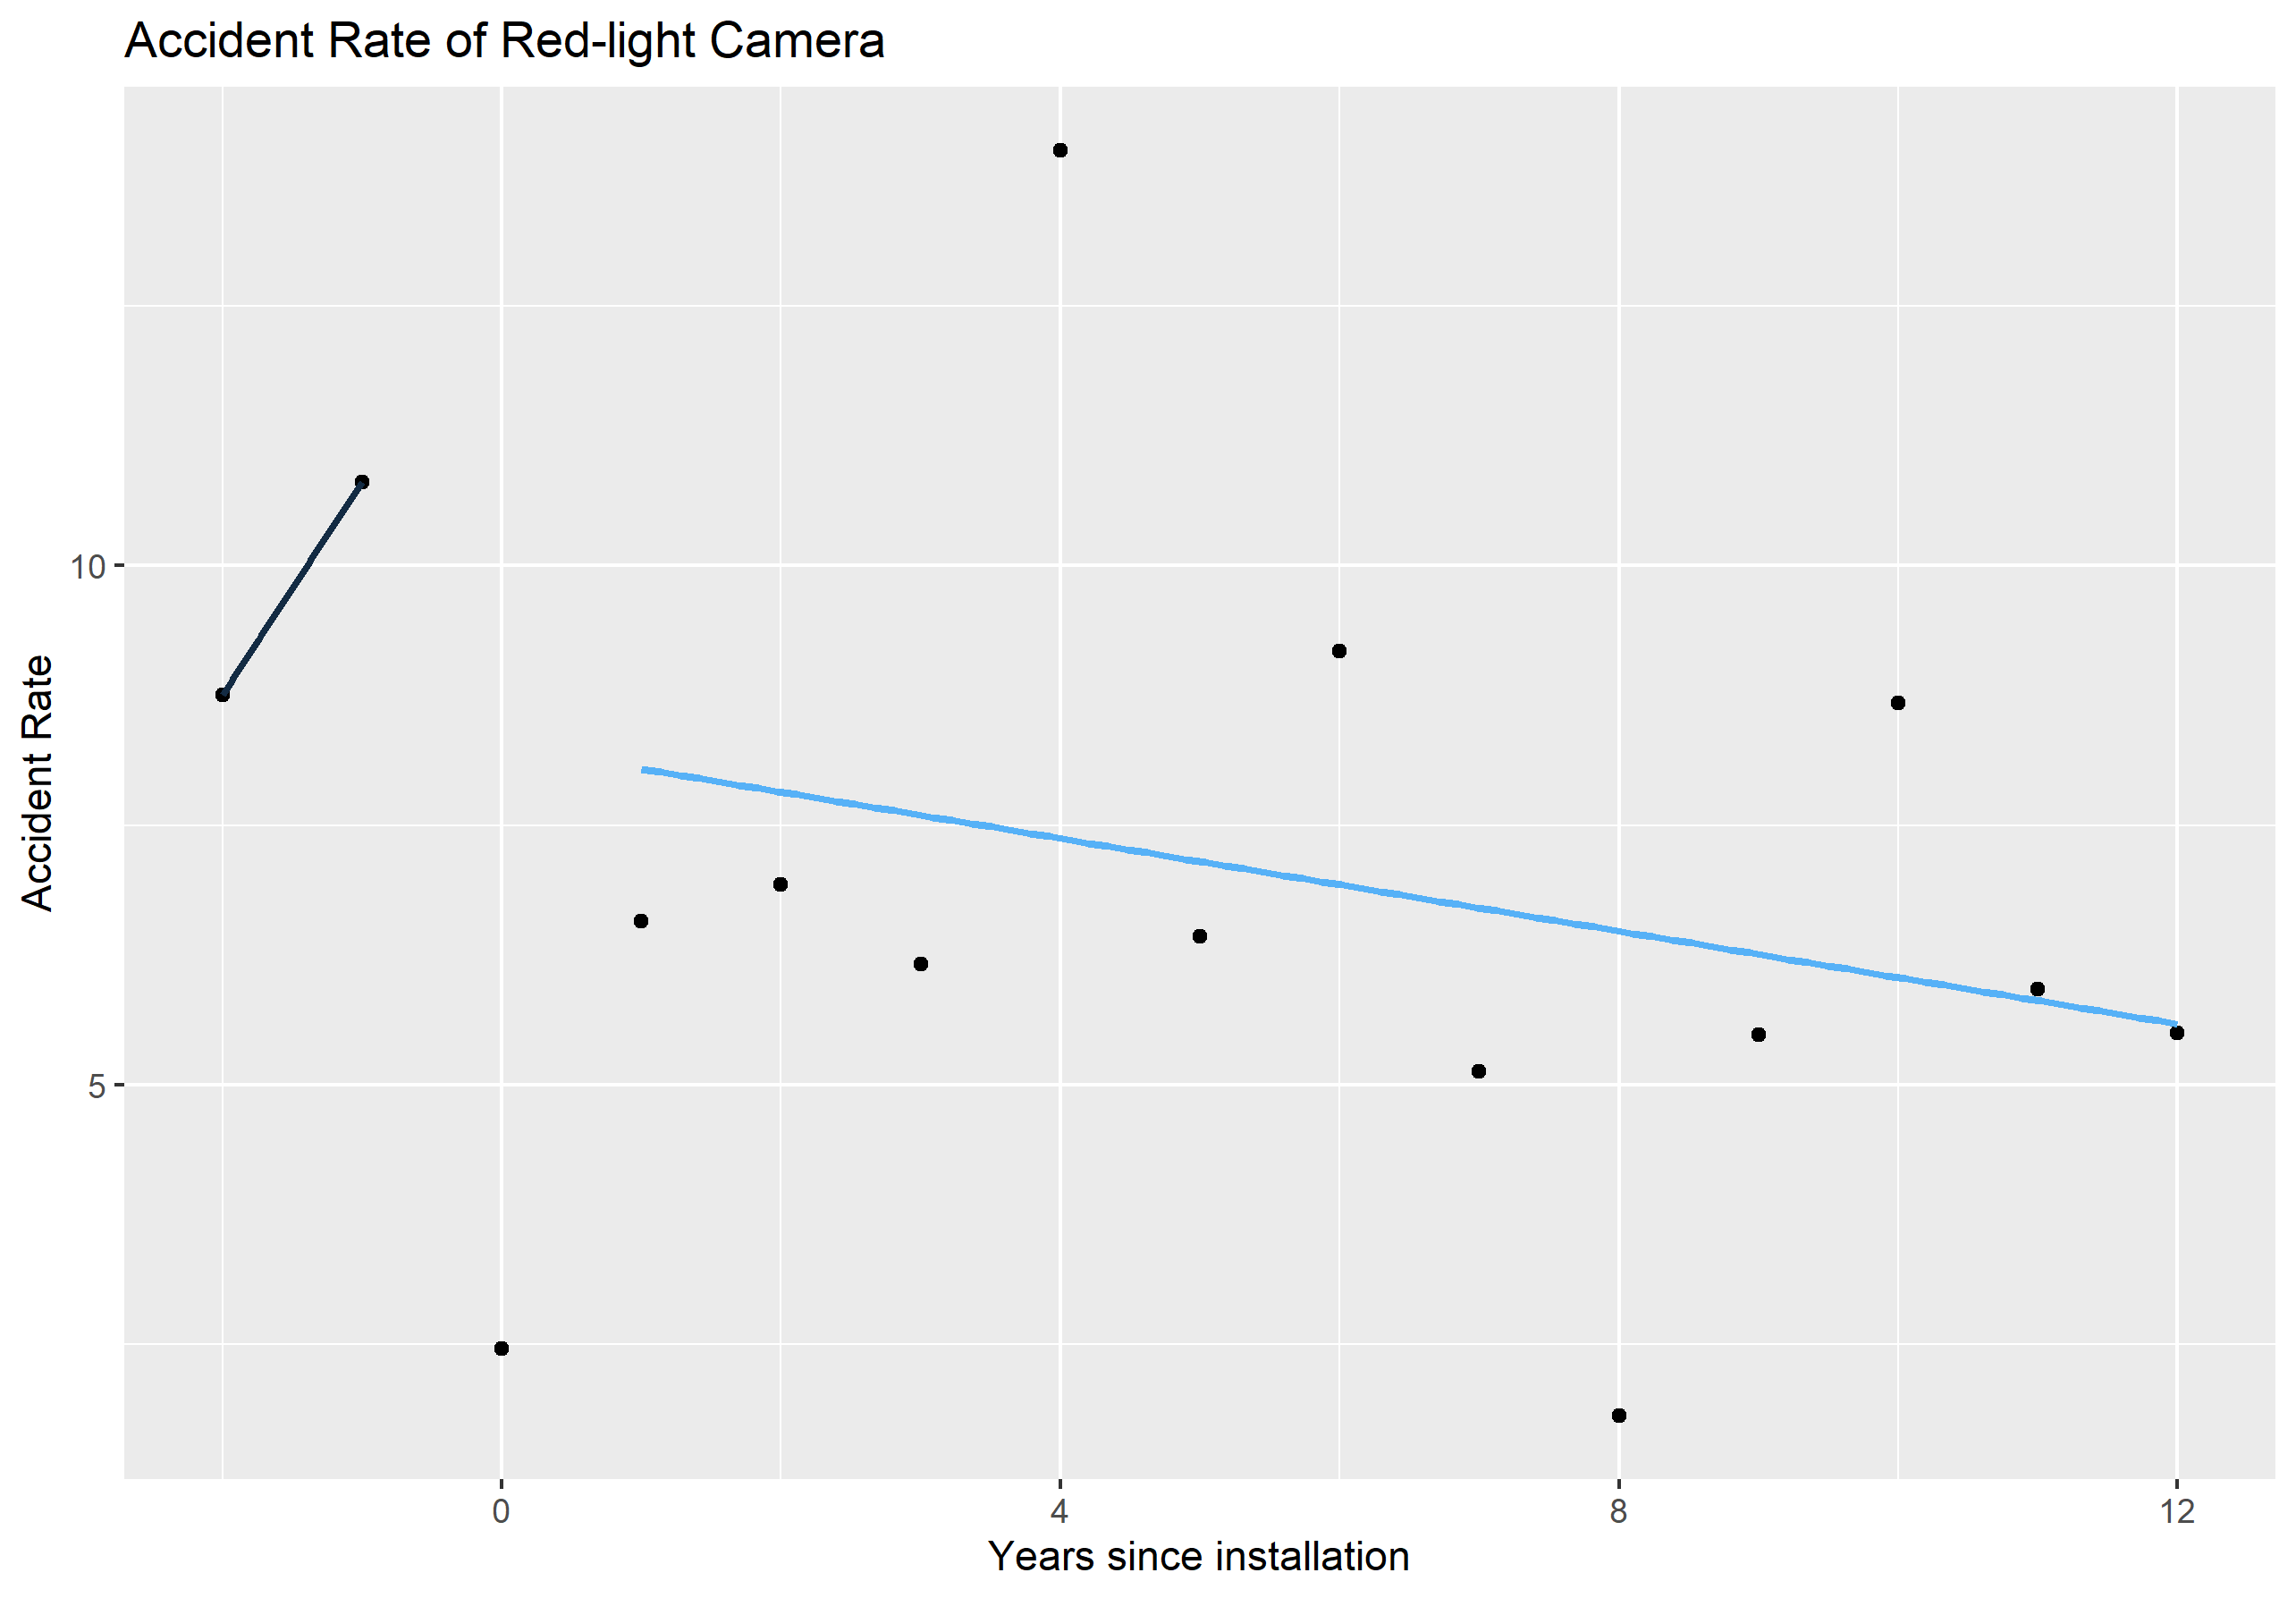 Accident Rate of Red-light Camera
10
5
Accident Rate
0 4 8 12
Years since installation